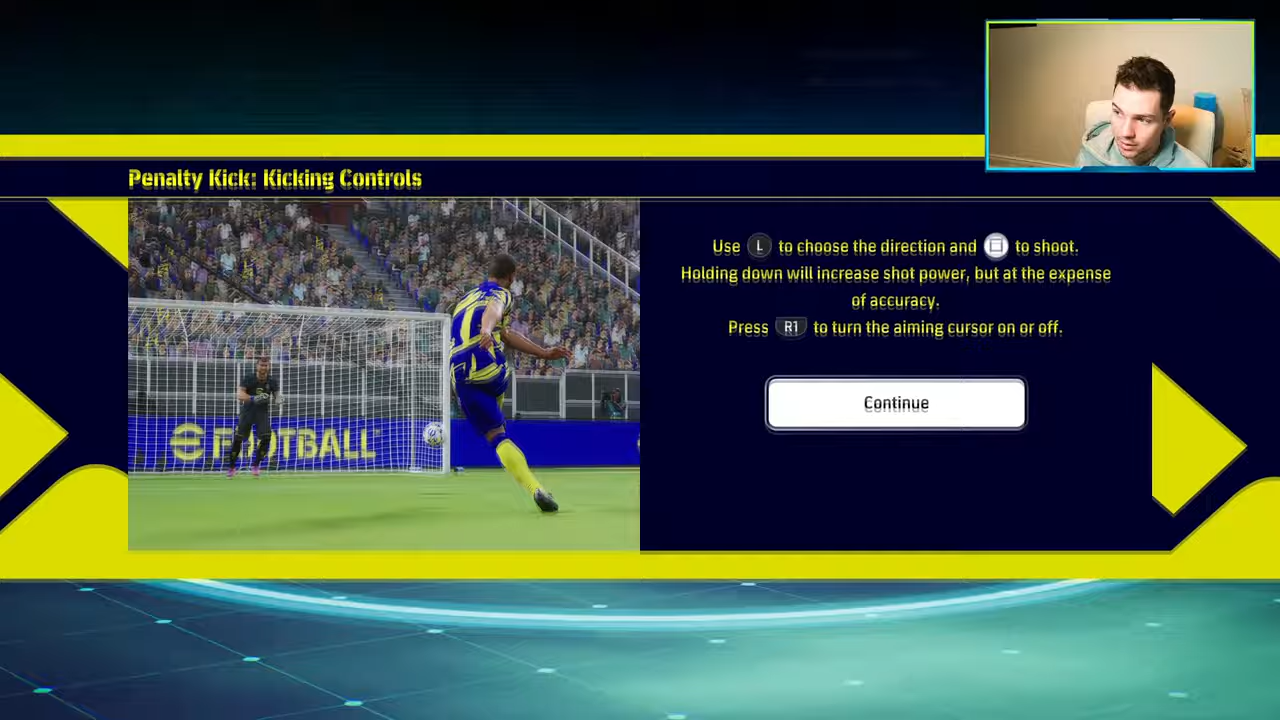 Penalty Kick: Kicking Controls
Use L to choose the direction and to shoot.
Holding down will increase shot power, but at the expense
of accuracy.
Press R1 to turn the aiming cursor on or off.
Continue
FOOTBALL